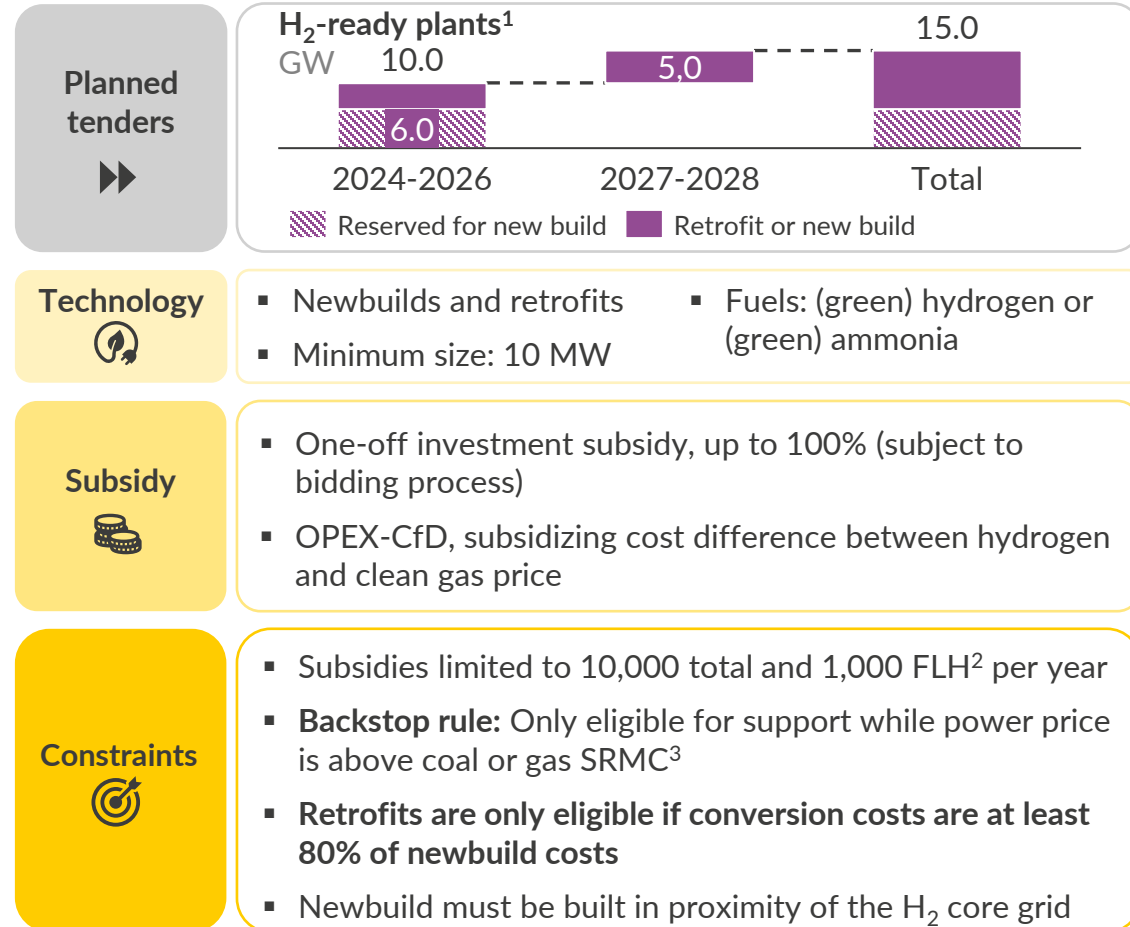 Planned
tenders
H₂-ready plants¹
GW
10.0
6.0
5,0
15.0
2024-2026
2027-2028
Total
Reserved for new build
Retrofit or new build
Technology
▪ Newbuilds and retrofits
▪ Minimum size: 10 MW
▪ Fuels: (green) hydrogen or
(green) ammonia
Subsidy
▪ One-off investment subsidy, up to 100% (subject to
bidding process)
▪ OPEX-CfD, subsidizing cost difference between hydrogen
and clean gas price
Constraints
▪ Subsidies limited to 10,000 total and 1,000 FLH² per year
▪ Backstop rule: Only eligible for support while power price
is above coal or gas SRMC³
▪ Retrofits are only eligible if conversion costs are at least
80% of newbuild costs
▪ Newbuild must be built in proximity of the H₂ core grid